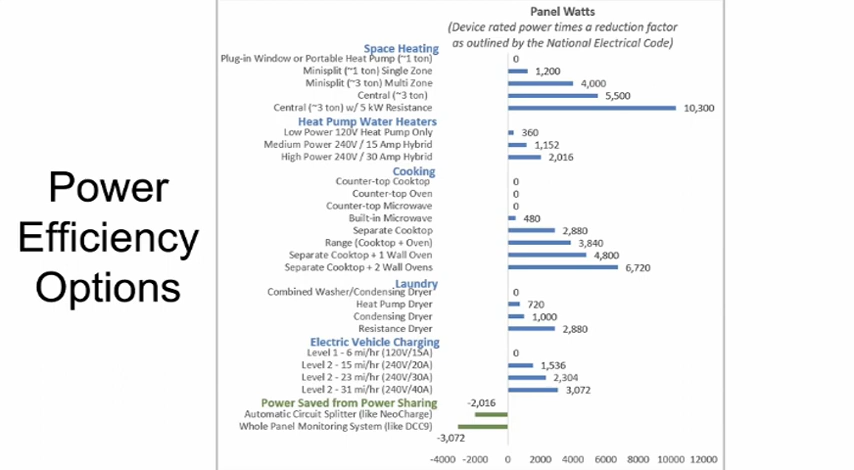 Power
Efficiency
Options
Panel Watts
(Device rated power times a reduction factor
as outlined by the National Electrical Code)
Space Heating
Plug-in Window or Portable Heat Pump (~1 ton) 0
Minisplit (~1 ton) Single Zone 1,200
Minisplit (~3 ton) Multi Zone 4,000
Central (~3 ton) 5,500
Central (~3 ton) w/ 5 kW Resistance 10,300
Heat Pump Water Heaters
Low Power 120V Heat Pump Only 360
Medium Power 240V / 15 Amp Hybrid 1,152
High Power 240V / 30 Amp Hybrid 2,016
Cooking
Counter-top Cooktop 0
Counter-top Oven 0
Counter-top Microwave 0
Built-in Microwave 480
Separate Cooktop 2,880
Range (Cooktop + Oven) 3,840
Separate Cooktop + 1 Wall Oven 4,800
Separate Cooktop + 2 Wall Ovens 6,720
Laundry
Combined Washer/Condensing Dryer 0
Heat Pump Dryer 720
Condensing Dryer 1,000
Resistance Dryer 2,880
Electric Vehicle Charging
Level 1 - 6 mi/hr (120V/15A) 0
Level 2 - 15 mi/hr (240V/20A) 1,536
Level 2 - 23 mi/hr (240V/30A) 2,304
Level 2 - 31 mi/hr (240V/40A) 3,072
Power Saved from Power Sharing -2,016
Automatic Circuit Splitter (like NeoCharge)
Whole Panel Monitoring System (like DCC9)
-3,072
-4000 -2000 0 2000 4000 6000 8000 10000 12000